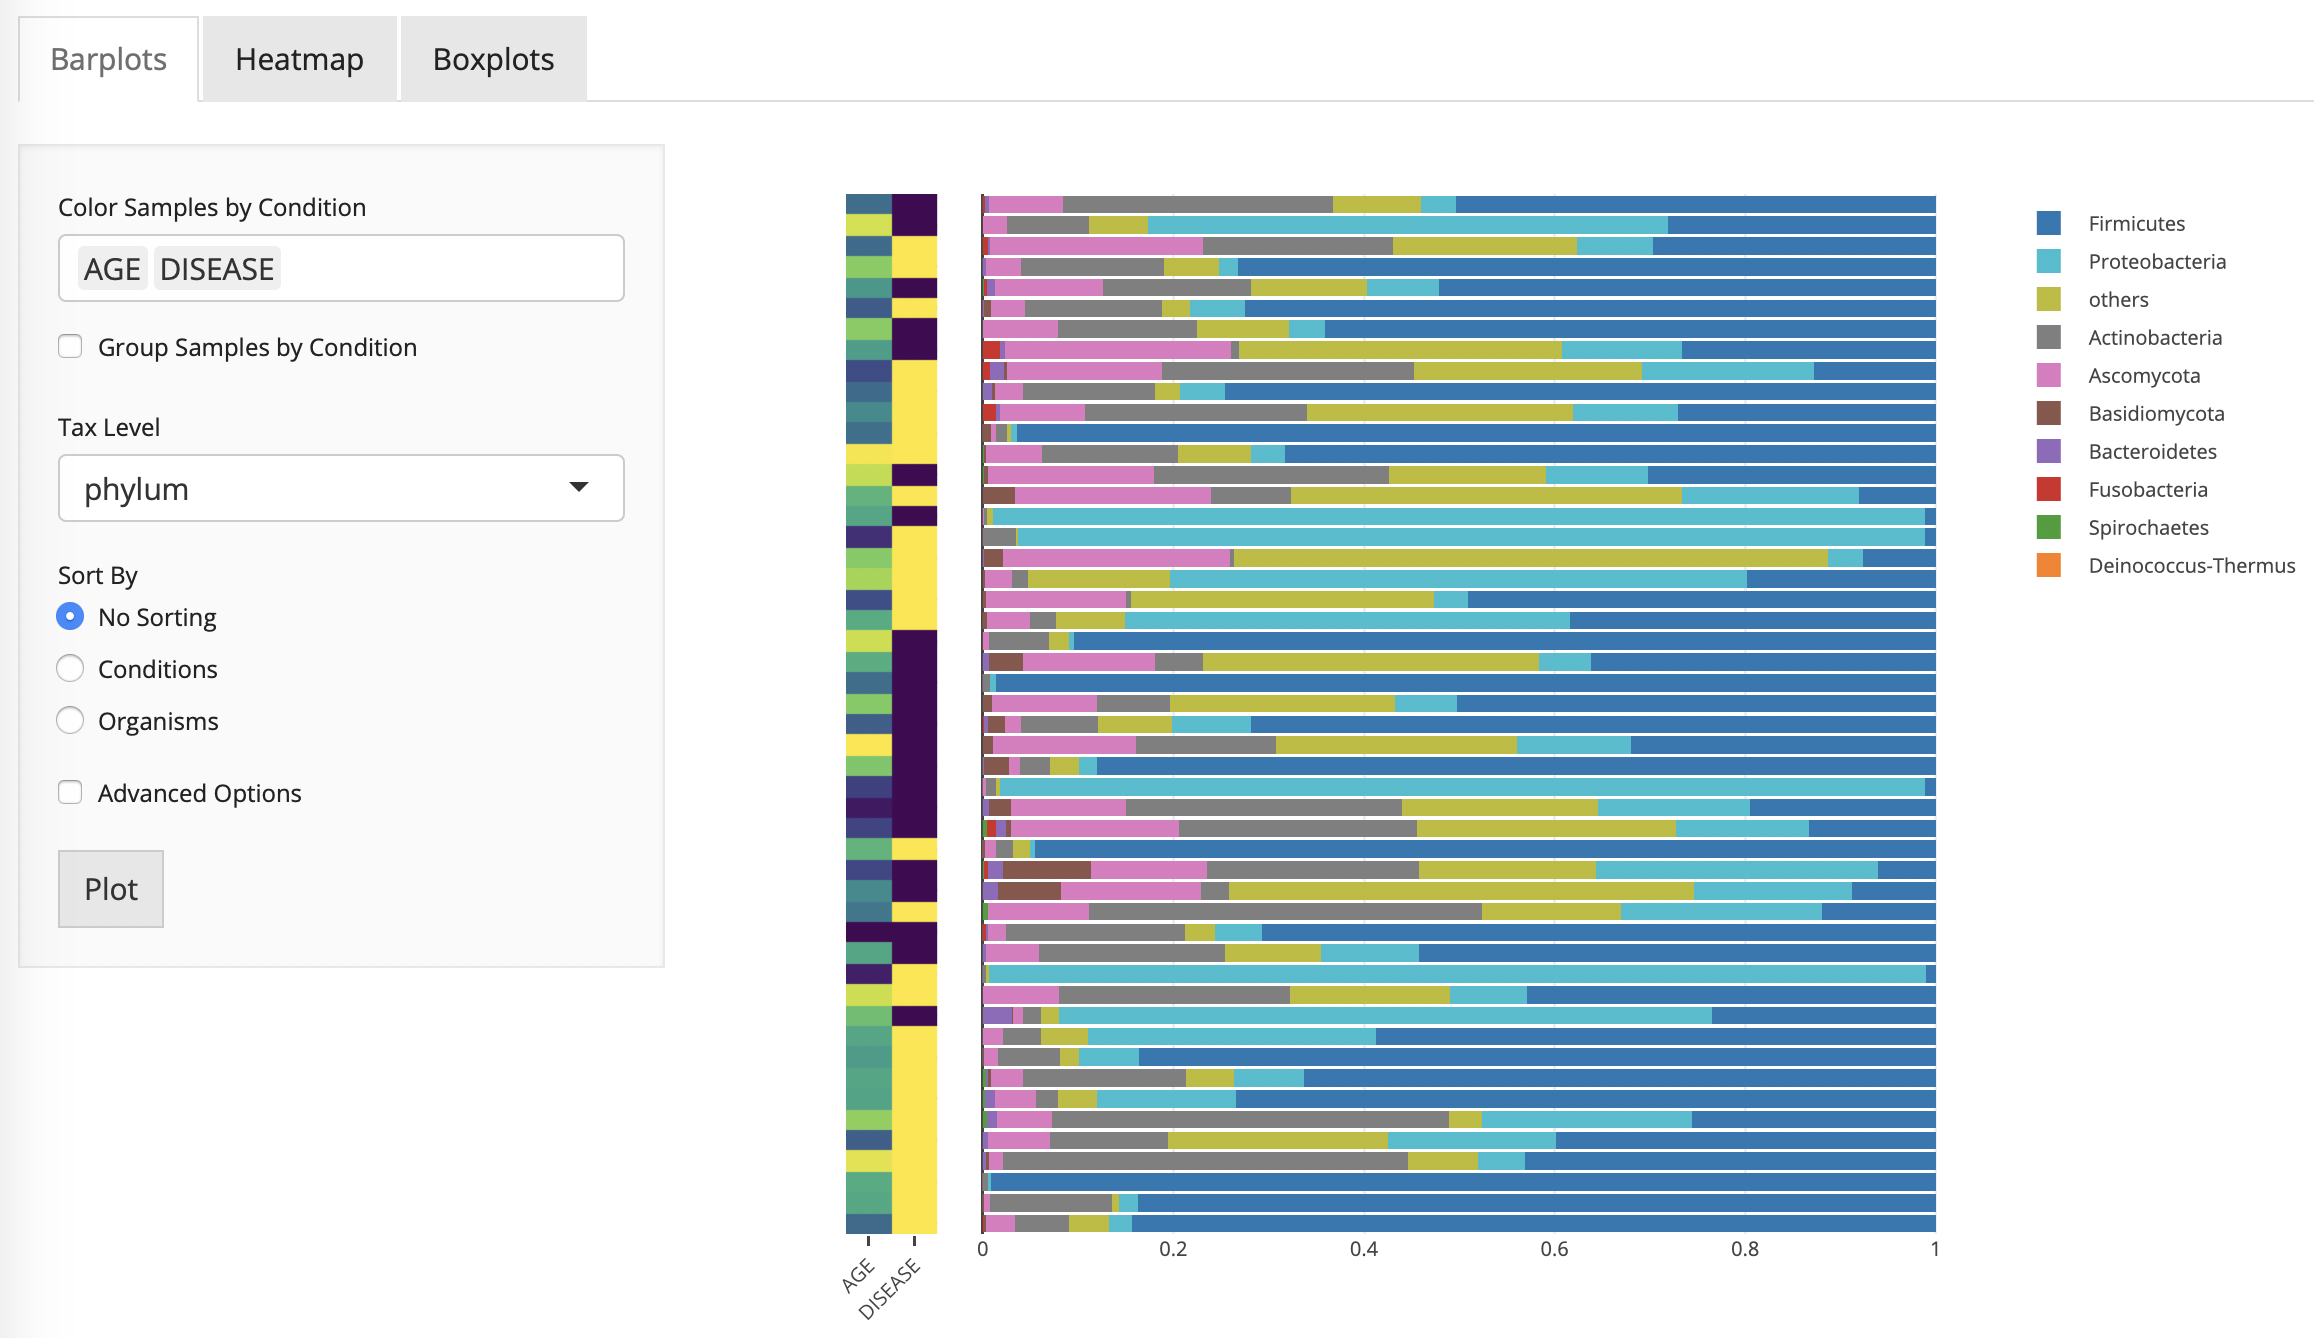 Barplots Heatmap Boxplots
Color Samples by Condition
AGE DISEASE
Group Samples by Condition
Tax Level
phylum
Sort By
No Sorting
Conditions
Organisms
Advanced Options
Plot
AGE DISEASE
0 0.2 0.4 0.6 0.8 1
Firmicutes
Proteobacteria
others
Actinobacteria
Ascomycota
Basidiomycota
Bacteroidetes
Fusobacteria
Spirochaetes
Deinococcus-Thermus